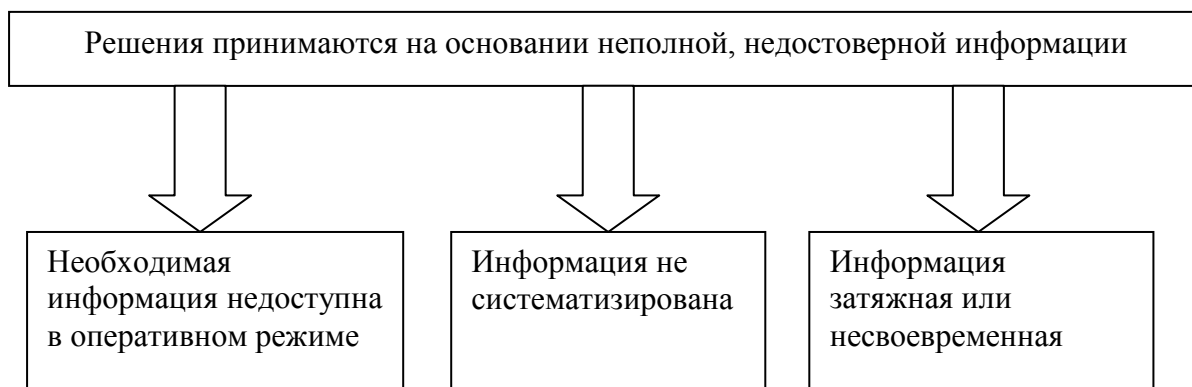 Решения принимаются на основании неполной, недостоверной информации
Необходимая
информация недоступна
в оперативном режиме
Информация не
систематизирована
Информация
затяжная или
несвоевременная